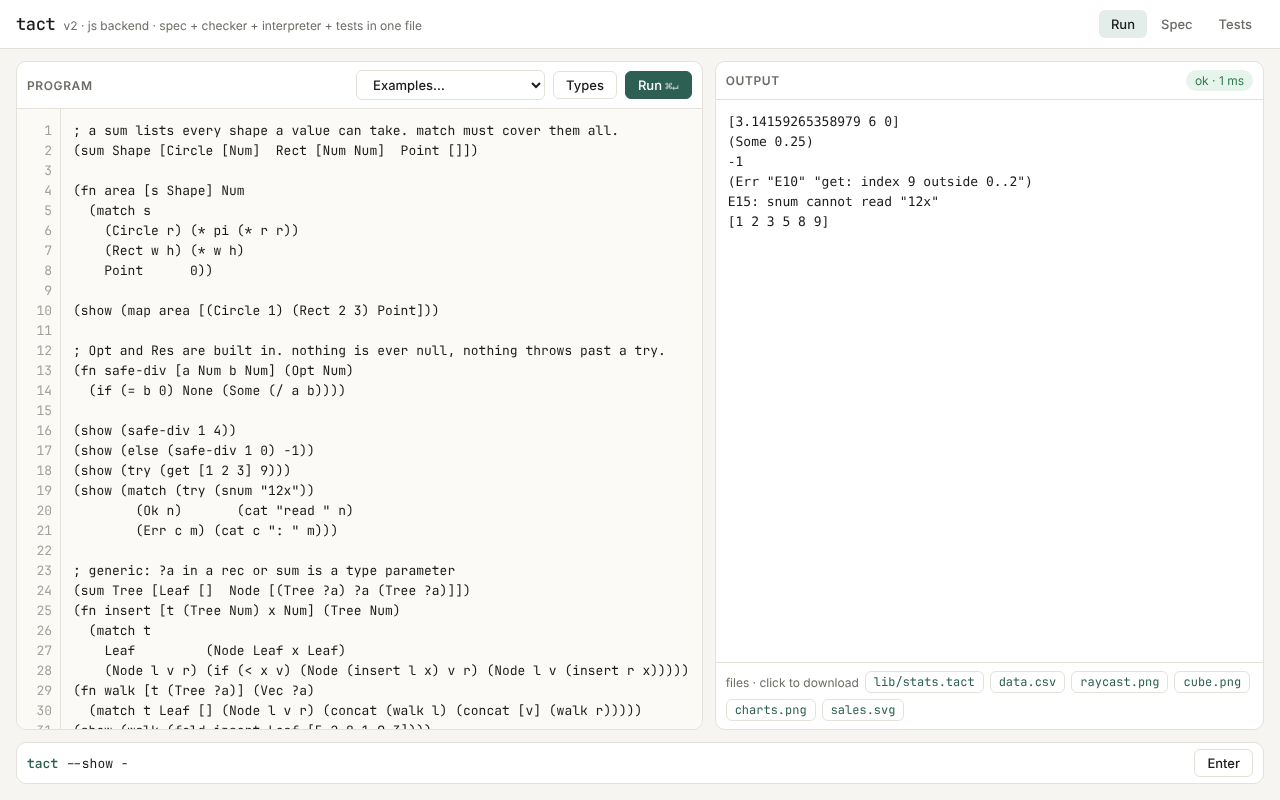 tact v2 · js backend · spec + checker + interpreter + tests in one file
Run Spec Tests
PROGRAM Examples... Types Run ⌘↵
1 ; a sum lists every shape a value can take. match must cover them all.
2 (sum Shape [Circle [Num]  Rect [Num Num]  Point []])
3
4 (fn area [s Shape] Num
5   (match s
6     (Circle r) (* pi (* r r))
7     (Rect w h) (* w h)
8     Point      0))
9
10 (show (map area [(Circle 1) (Rect 2 3) Point]))
11
12 ; Opt and Res are built in. nothing is ever null, nothing throws past a try.
13 (fn safe-div [a Num b Num] (Opt Num)
14   (if (= b 0) None (Some (/ a b))))
15
16 (show (safe-div 1 4))
17 (show (else (safe-div 1 0) -1))
18 (show (try (get [1 2 3] 9)))
19 (show (match (try (snum "12x"))
20         (Ok n)       (cat "read " n)
21         (Err c m) (cat c ": " m)))
22
23 ; generic: ?a in a rec or sum is a type parameter
24 (sum Tree [Leaf []  Node [(Tree ?a) ?a (Tree ?a)]])
25 (fn insert [t (Tree Num) x Num] (Tree Num)
26   (match t
27     Leaf         (Node Leaf x Leaf)
28     (Node l v r) (if (< x v) (Node (insert l x) v r) (Node l v (insert r x)))))
29 (fn walk [t (Tree ?a)] (Vec ?a)
30   (match t Leaf [] (Node l v r) (concat (walk l) (concat [v] (walk r)))))
OUTPUT ok · 1 ms
[3.14159265358979 6 0]
(Some 0.25)
-1
(Err "E10" "get: index 9 outside 0..2")
E15: snum cannot read "12x"
[1 2 3 5 8 9]
files · click to download lib/stats.tact data.csv raycast.png cube.png
charts.png sales.svg
tact --show - Enter